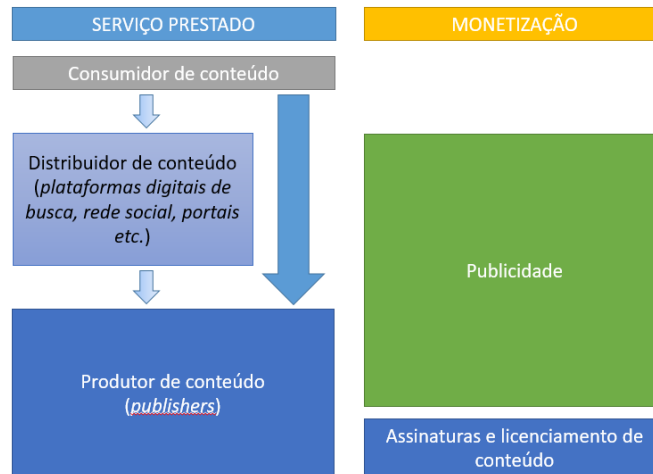 SERVIÇO PRESTADO
MONETIZAÇÃO
Consumidor de conteúdo
Distribuidor de conteúdo
(plataformas digitais de
busca, rede social, portais
etc.)
Publicidade
Produtor de conteúdo
(publishers)
Assinaturas e licenciamento de
conteúdo